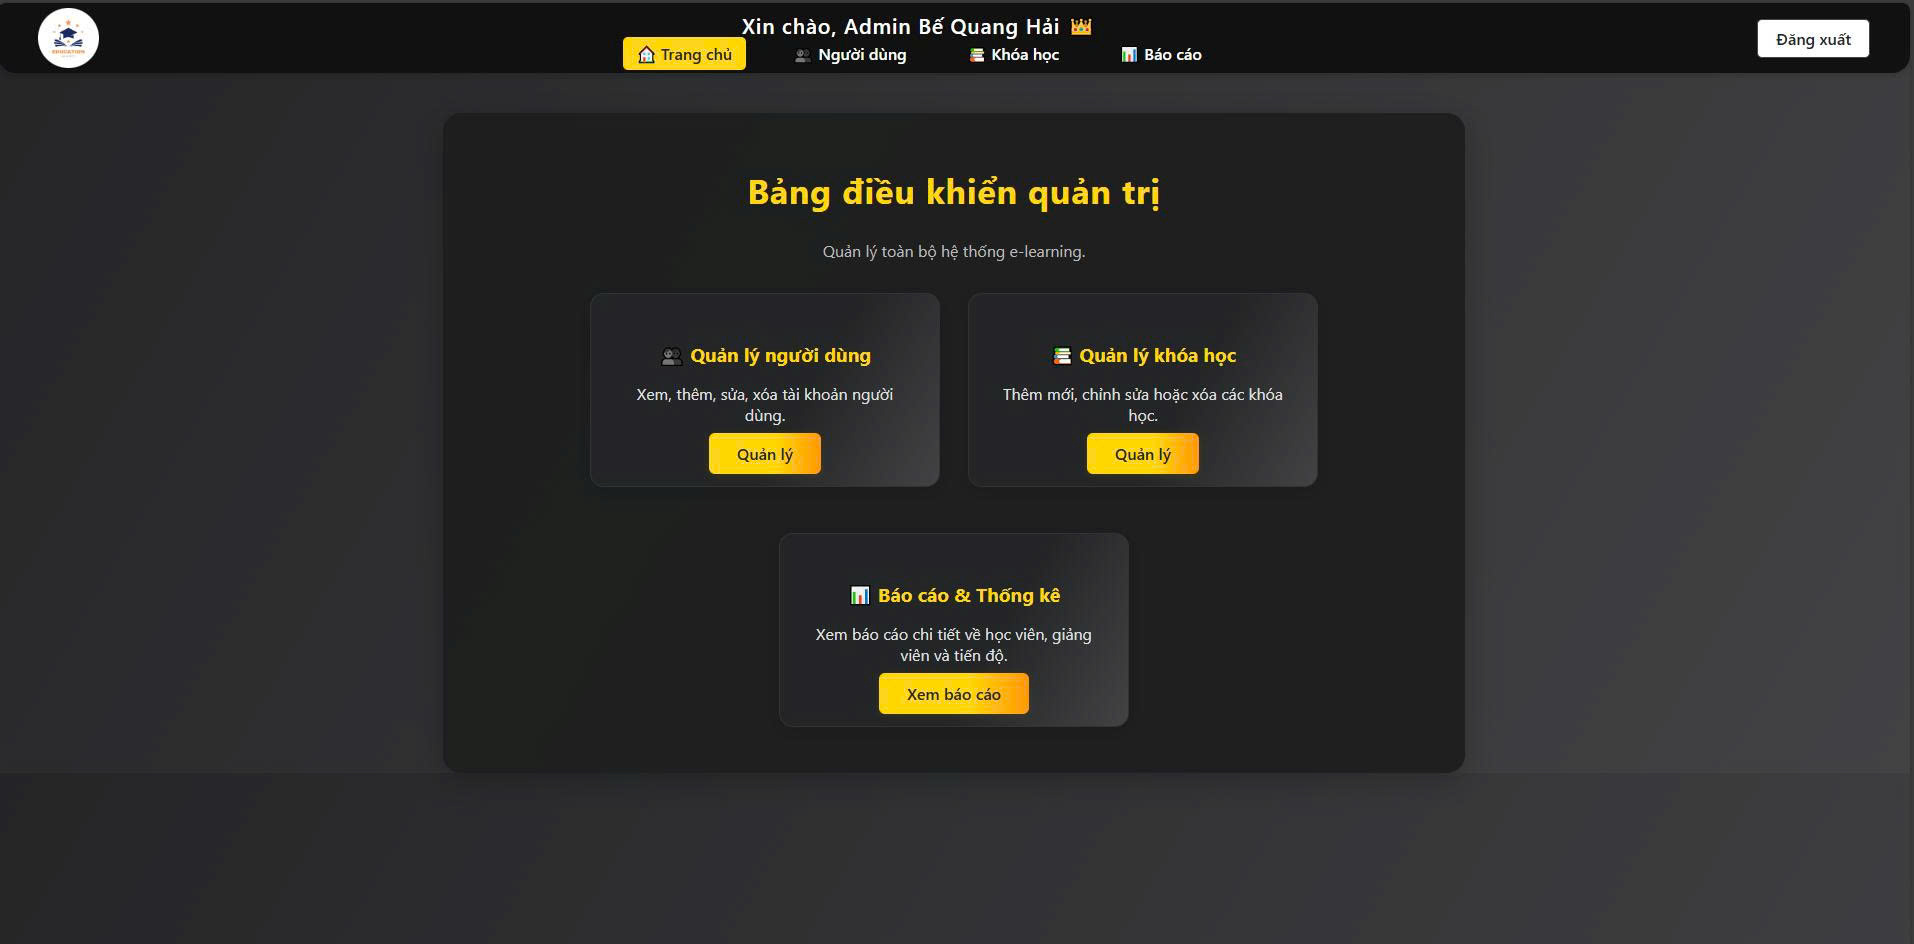 EDUCATION
Xin chào, Admin Bế Quang Hải 👑
🏠 Trang chủ
👥 Người dùng
📚 Khóa học
📊 Báo cáo
Đăng xuất
Bảng điều khiển quản trị
Quản lý toàn bộ hệ thống e-learning.
👥 Quản lý người dùng
Xem, thêm, sửa, xóa tài khoản người
dùng.
Quản lý
📚 Quản lý khóa học
Thêm mới, chỉnh sửa hoặc xóa các khóa
học.
Quản lý
📊 Báo cáo & Thống kê
Xem báo cáo chi tiết về học viên, giảng
viên và tiến độ.
Xem báo cáo